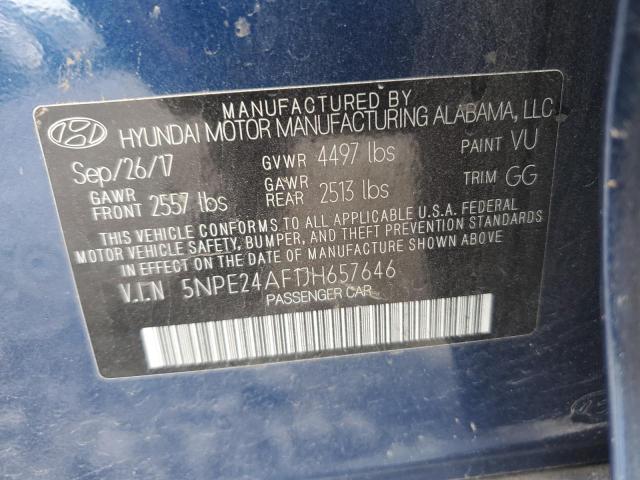 MANUFACTURED BY
HYUNDAI MOTOR MANUFACTURING ALABAMA, LLC
Sep/26/17 GVWR 4497 lbs PAINT VU
GAWR FRONT 2557 lbs GAWR REAR 2513 lbs TRIM GG
THIS VEHICLE CONFORMS TO ALL APPLICABLE U.S.A. FEDERAL
MOTOR VEHICLE SAFETY, BUMPER, AND THEFT PREVENTION STANDARDS
IN EFFECT ON THE DATE OF MANUFACTURE SHOWN ABOVE.
V.I.N 5NPE24AF1JH657646
PASSENGER CAR